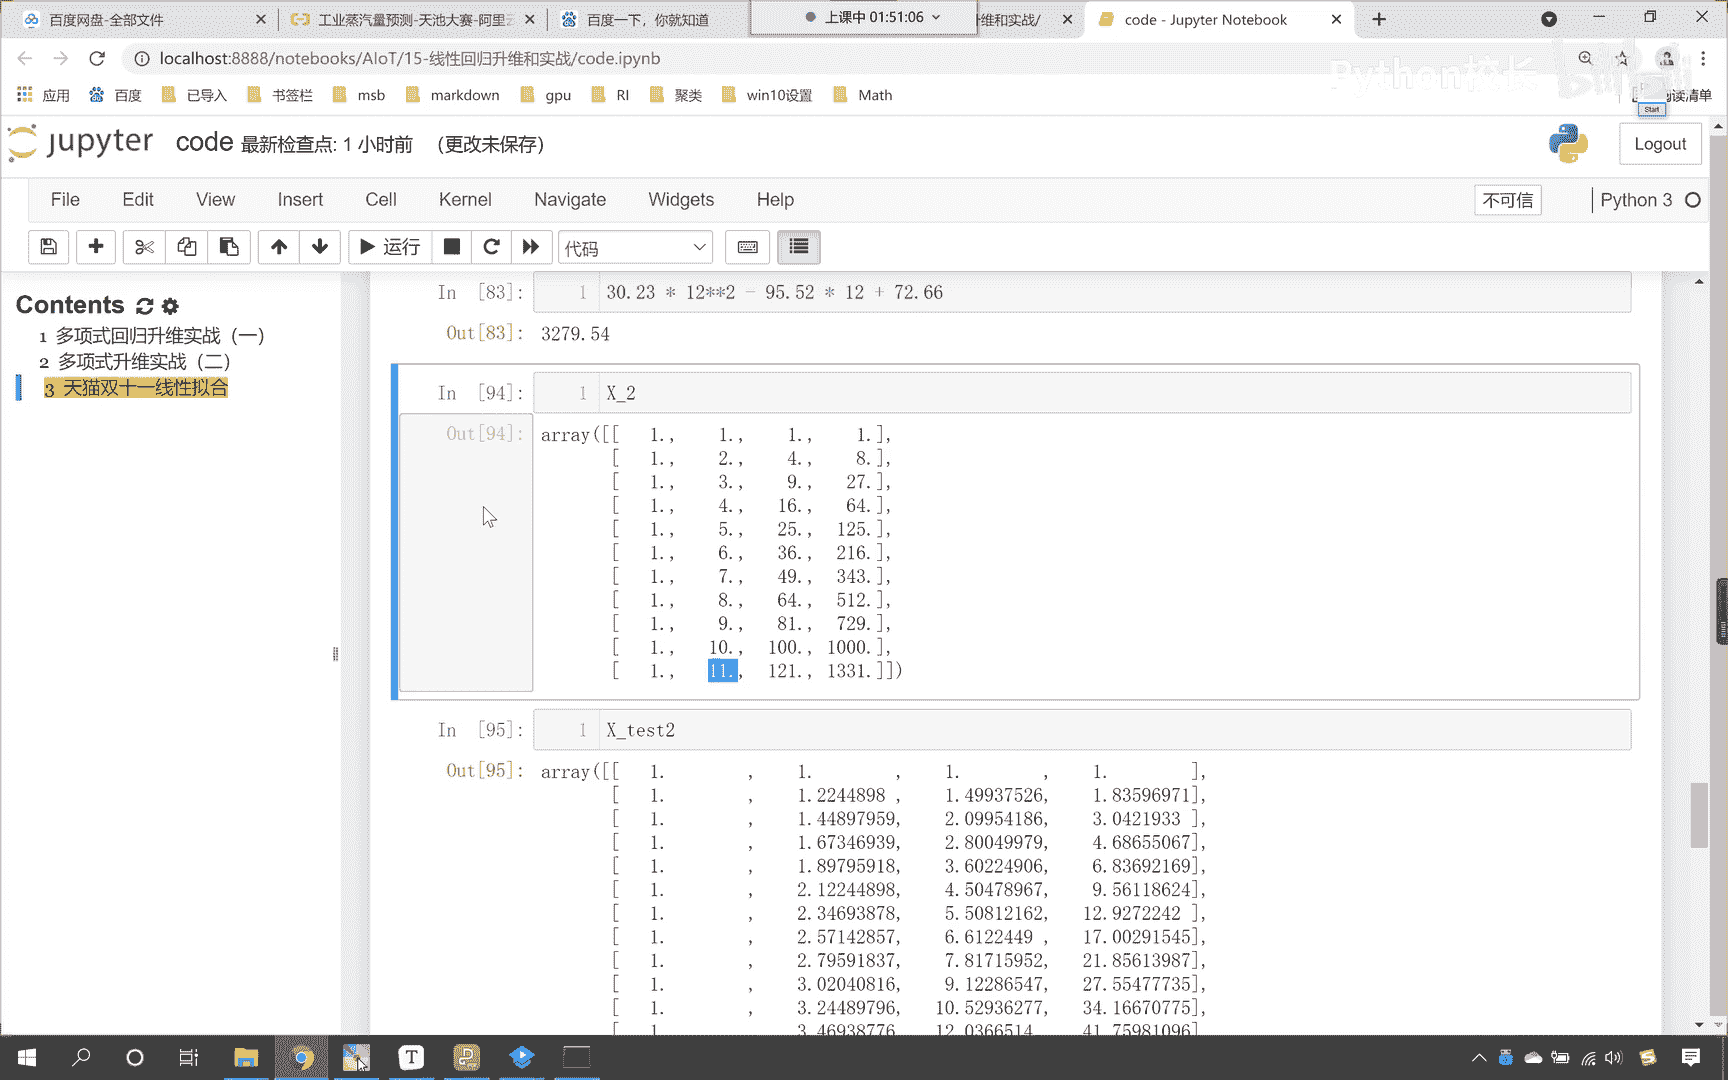 百度网盘-全部文件
工业蒸汽量预测-天池大赛-阿里云
百度一下，你就知道
上课中 01:51:06
维和实战/
code - Jupyter Notebook
localhost:8888/notebooks/AIoT/15-线性回归升维和实战/code.ipynb
Python校长
应用 百度 已导入 书签栏 msb markdown gpu RI 聚类 win10设置 Math 阅读清单
Start
jupyter code 最新检查点: 1 小时前 (更改未保存)
Logout
File Edit View Insert Cell Kernel Navigate Widgets Help
不可信 Python 3
运行 代码
Contents
1 多项式回归升维实战（一）
2 多项式升维实战（二）
3 天猫双十一线性拟合
In [83]: 1 30.23 * 12**2 - 95.52 * 12 + 72.66
Out[83]: 3279.54
In [94]: 1 X_2
Out[94]: array([[ 1., 1., 1., 1.],
[ 1., 2., 4., 8.],
[ 1., 3., 9., 27.],
[ 1., 4., 16., 64.],
[ 1., 5., 25., 125.],
[ 1., 6., 36., 216.],
[ 1., 7., 49., 343.],
[ 1., 8., 64., 512.],
[ 1., 9., 81., 729.],
[ 1., 10., 100., 1000.],
[ 1., 11., 121., 1331.]])
In [95]: 1 X_test2
Out[95]: array([[ 1. , 1. , 1. , 1. ],
[ 1. , 1.2244898 , 1.49937526, 1.83596971],
[ 1. , 1.44897959, 2.09954186, 3.0421933 ],
[ 1. , 1.67346939, 2.80049979, 4.68655067],
[ 1. , 1.89795918, 3.60224906, 6.83692169],
[ 1. , 2.12244898, 4.50478967, 9.56118624],
[ 1. , 2.34693878, 5.50812162, 12.9272242 ],
[ 1. , 2.57142857, 6.6122449 , 17.00291545],
[ 1. , 2.79591837, 7.81715952, 21.85613987],
[ 1. , 3.02040816, 9.12286547, 27.55477735],
[ 1. , 3.24489796, 10.52936277, 34.16670775],
[ 1. , 3.46938776, 12.0366514 , 41.75981096]